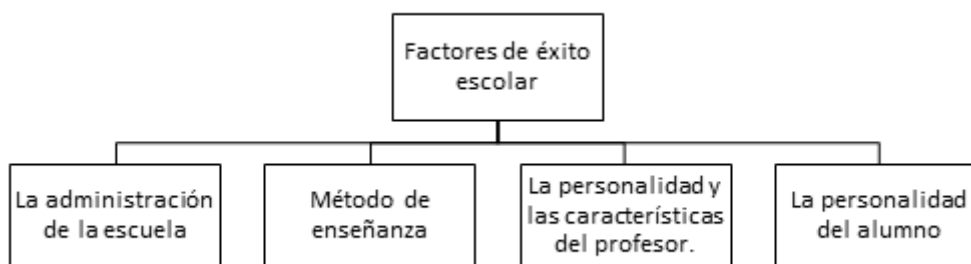 Factores de éxito
escolar
La administración
de la escuela
Método de
enseñanza
La personalidad y
las características
del profesor.
La personalidad
del alumno